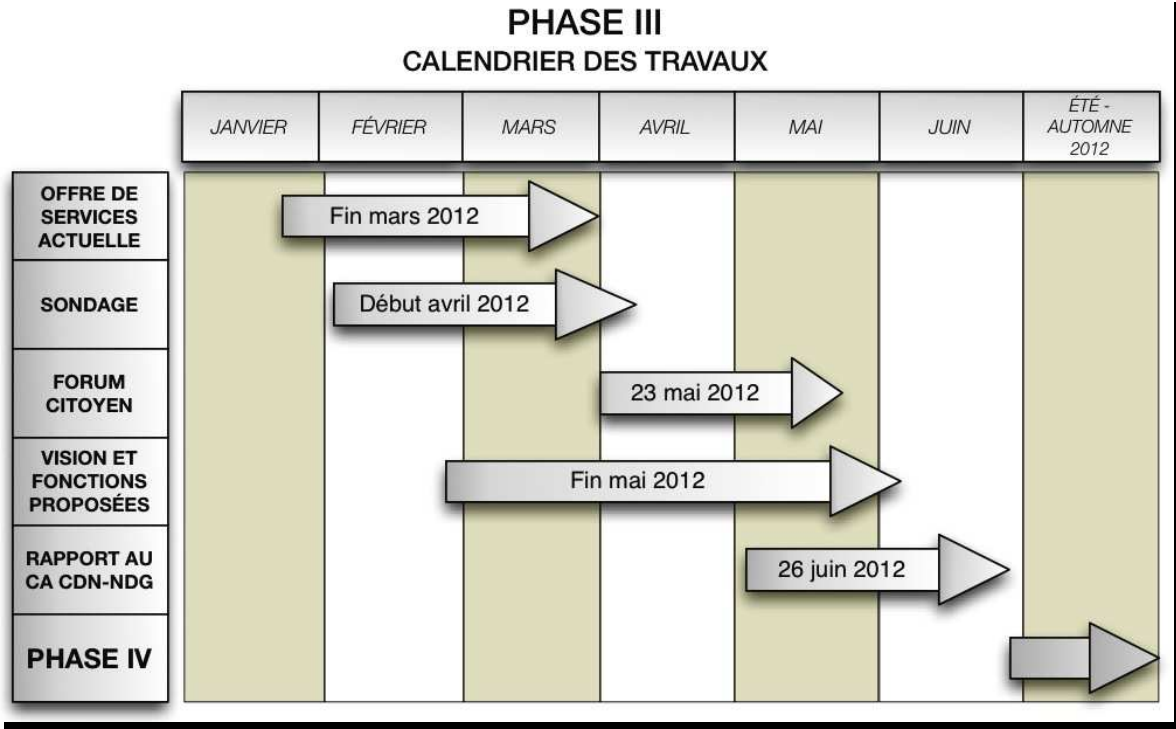 PHASE III
CALENDRIER DES TRAVAUX
JANVIER
FÉVRIER
MARS
AVRIL
MAI
JUIN
ÉTÉ -
AUTOMNE
2012
OFFRE DE
SERVICES
ACTUELLE
Fin mars 2012
SONDAGE
Début avril 2012
FORUM
CITOYEN
23 mai 2012
VISION ET
FONCTIONS
PROPOSÉES
Fin mai 2012
RAPPORT AU
CA CDN-NDG
26 juin 2012
PHASE IV